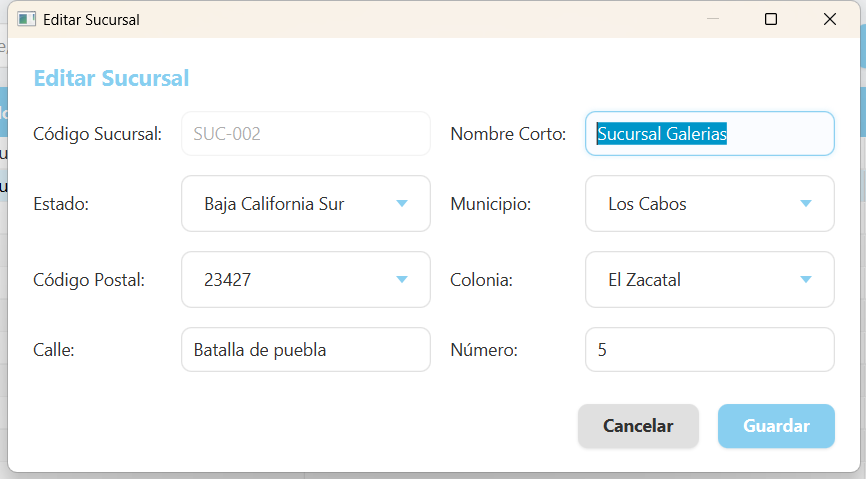 Editar Sucursal
Editar Sucursal
Código Sucursal: SUC-002 Nombre Corto: Sucursal Galerias
Estado: Baja California Sur Municipio: Los Cabos
Código Postal: 23427 Colonia: El Zacatal
Calle: Batalla de puebla Número: 5
Cancelar Guardar